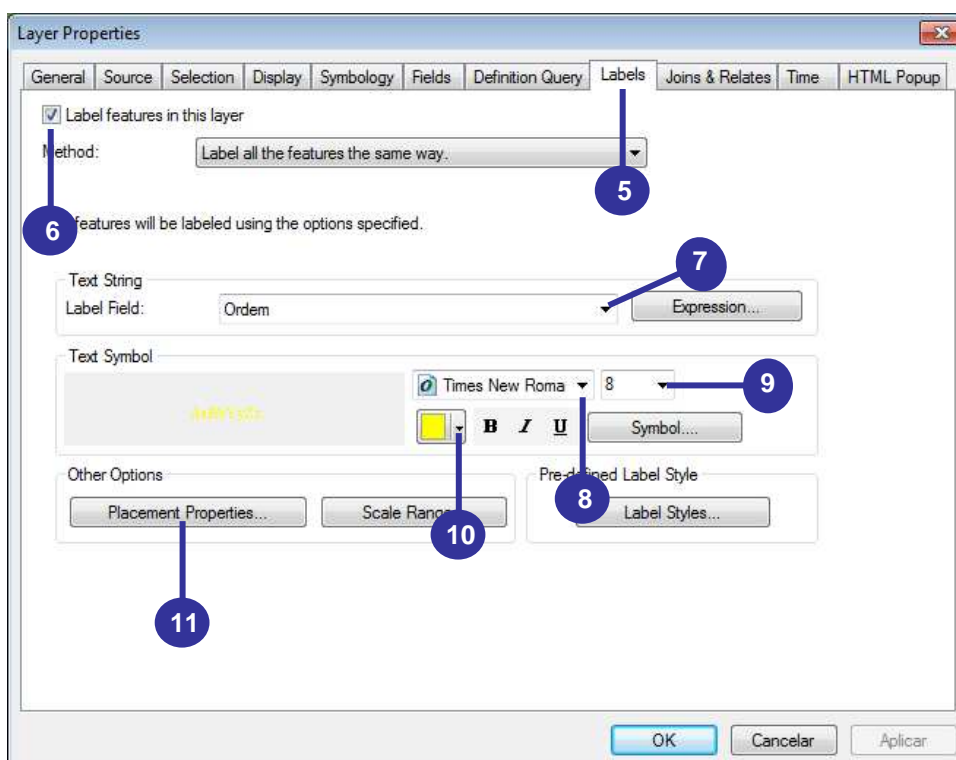 Layer Properties
General Source Selection Display Symbology Fields Definition Query Labels Joins & Relates Time HTML Popup
Label features in this layer
Method: Label all the features the same way.
5
6
features will be labeled using the options specified.
7
Text String
Label Field: Ordem Expression...
Text Symbol
Times New Roma 8
9
B I U Symbol....
Other Options
Pre-defined Label Style
8
Placement Properties... Scale Range Label Styles...
10
11
OK Cancelar Aplicar